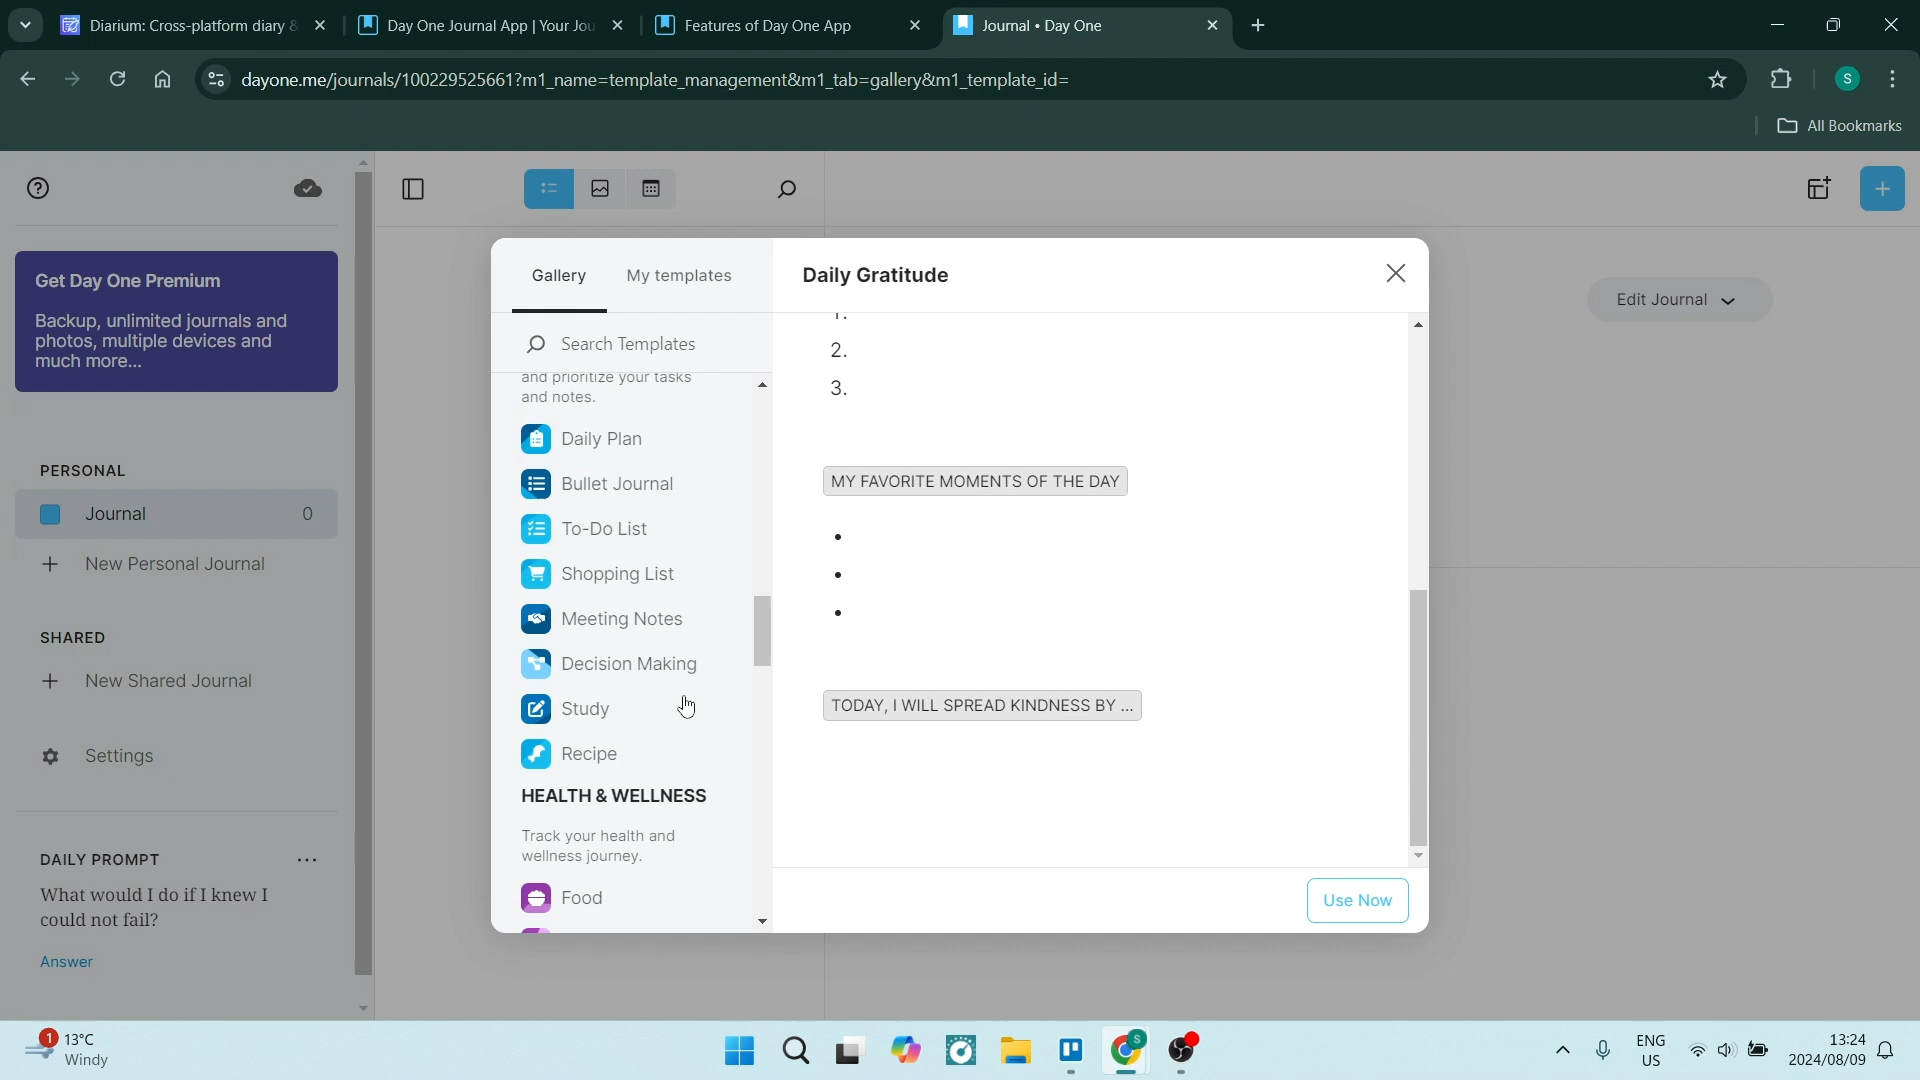 Diarium: Cross-platform diary &
Day One Journal App | Your Jou
Features of Day One App
Journal • Day One
dayone.me/journals/100229525661?m1_name=template_management&m1_tab=gallery&m1_template_id=
S
All Bookmarks
Get Day One Premium
Backup, unlimited journals and
photos, multiple devices and
much more...
PERSONAL
Journal 0
New Personal Journal
SHARED
New Shared Journal
Settings
DAILY PROMPT
What would I do if I knew I
could not fail?
Answer
Edit Journal
Gallery
My templates
Search Templates
and prioritize your tasks
and notes.
Daily Plan
Bullet Journal
To-Do List
Shopping List
Meeting Notes
Decision Making
Study
Recipe
HEALTH & WELLNESS
Track your health and
wellness journey.
Food
Daily Gratitude
1.
2.
3.
MY FAVORITE MOMENTS OF THE DAY
•
•
•
TODAY, I WILL SPREAD KINDNESS BY ...
Use Now
1
13°C
Windy
S
ENG
US
13:24
2024/08/09